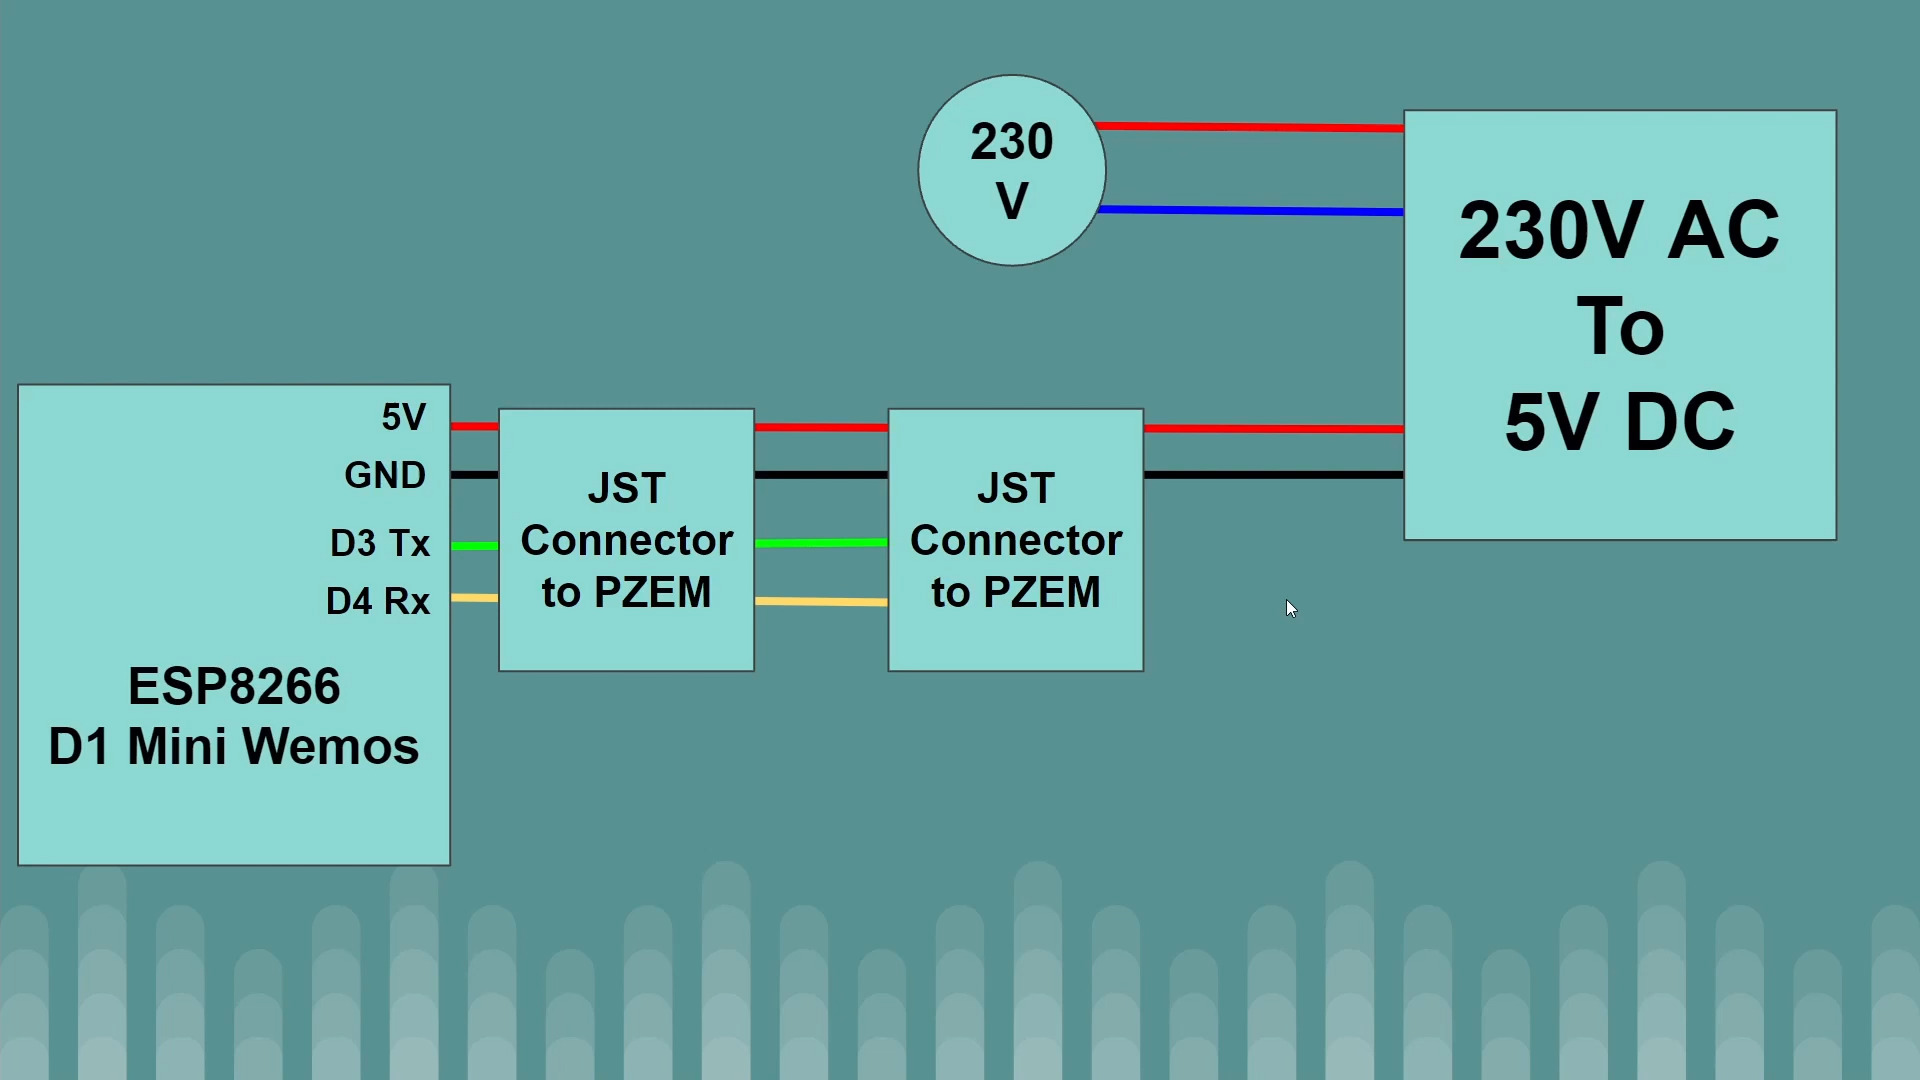 230
V
230V AC
To
5V DC
5V
GND
D3 Tx
D4 Rx
ESP8266
D1 Mini Wemos
JST
Connector
to PZEM
JST
Connector
to PZEM